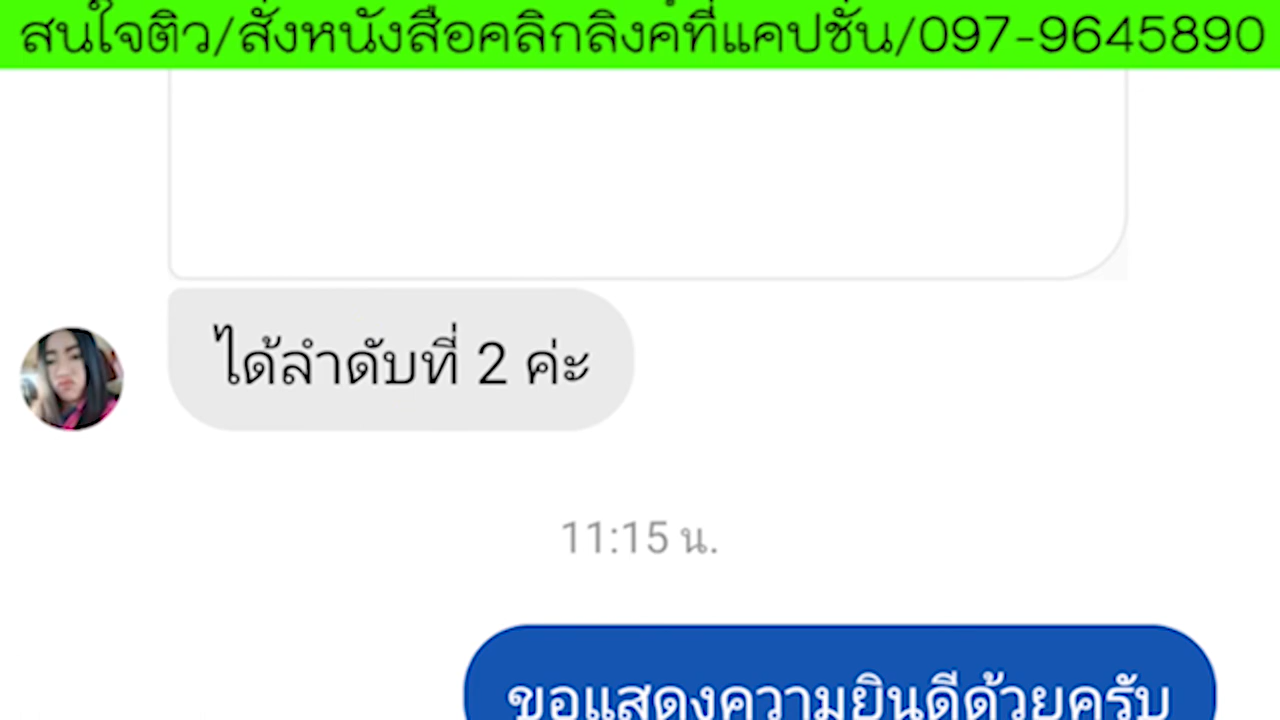 สนใจติว/สั่งหนังสือคลิกลิงค์ที่แคปชั่น/097-9645890
ได้ลำดับที่ 2 ค่ะ
11:15 น.
ขอแสดงความยินดีด้วยครับ